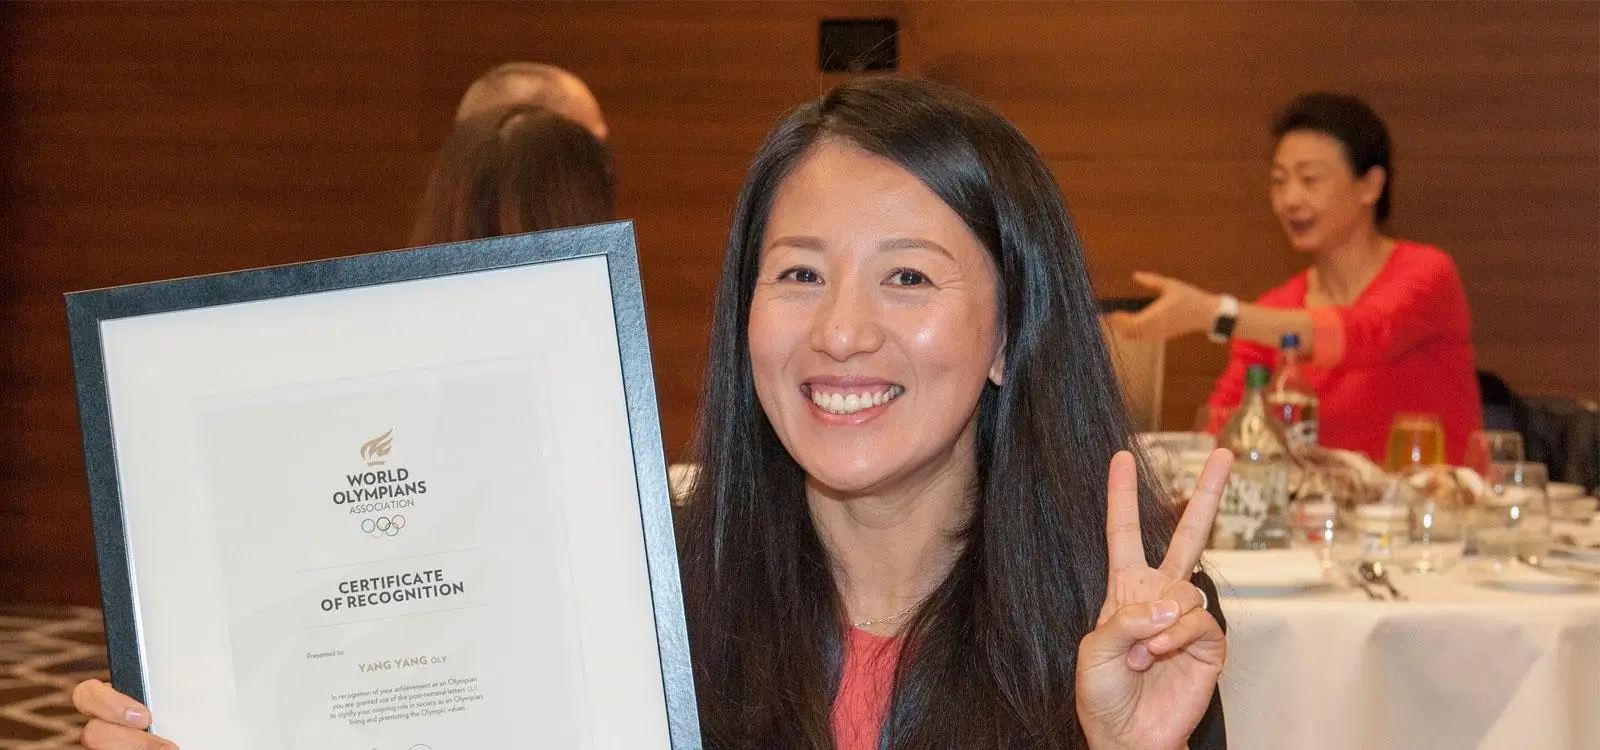 WORLD
OLYMPIANS
ASSOCIATION
CERTIFICATE
OF RECOGNITION
Presented to:
YANG YANG OLY
In recognition of your achievement as an Olympian
you are granted use of the post-nominal letters OLY,
to signify your ongoing role in society as an Olympian,
living and promoting the Olympic values.